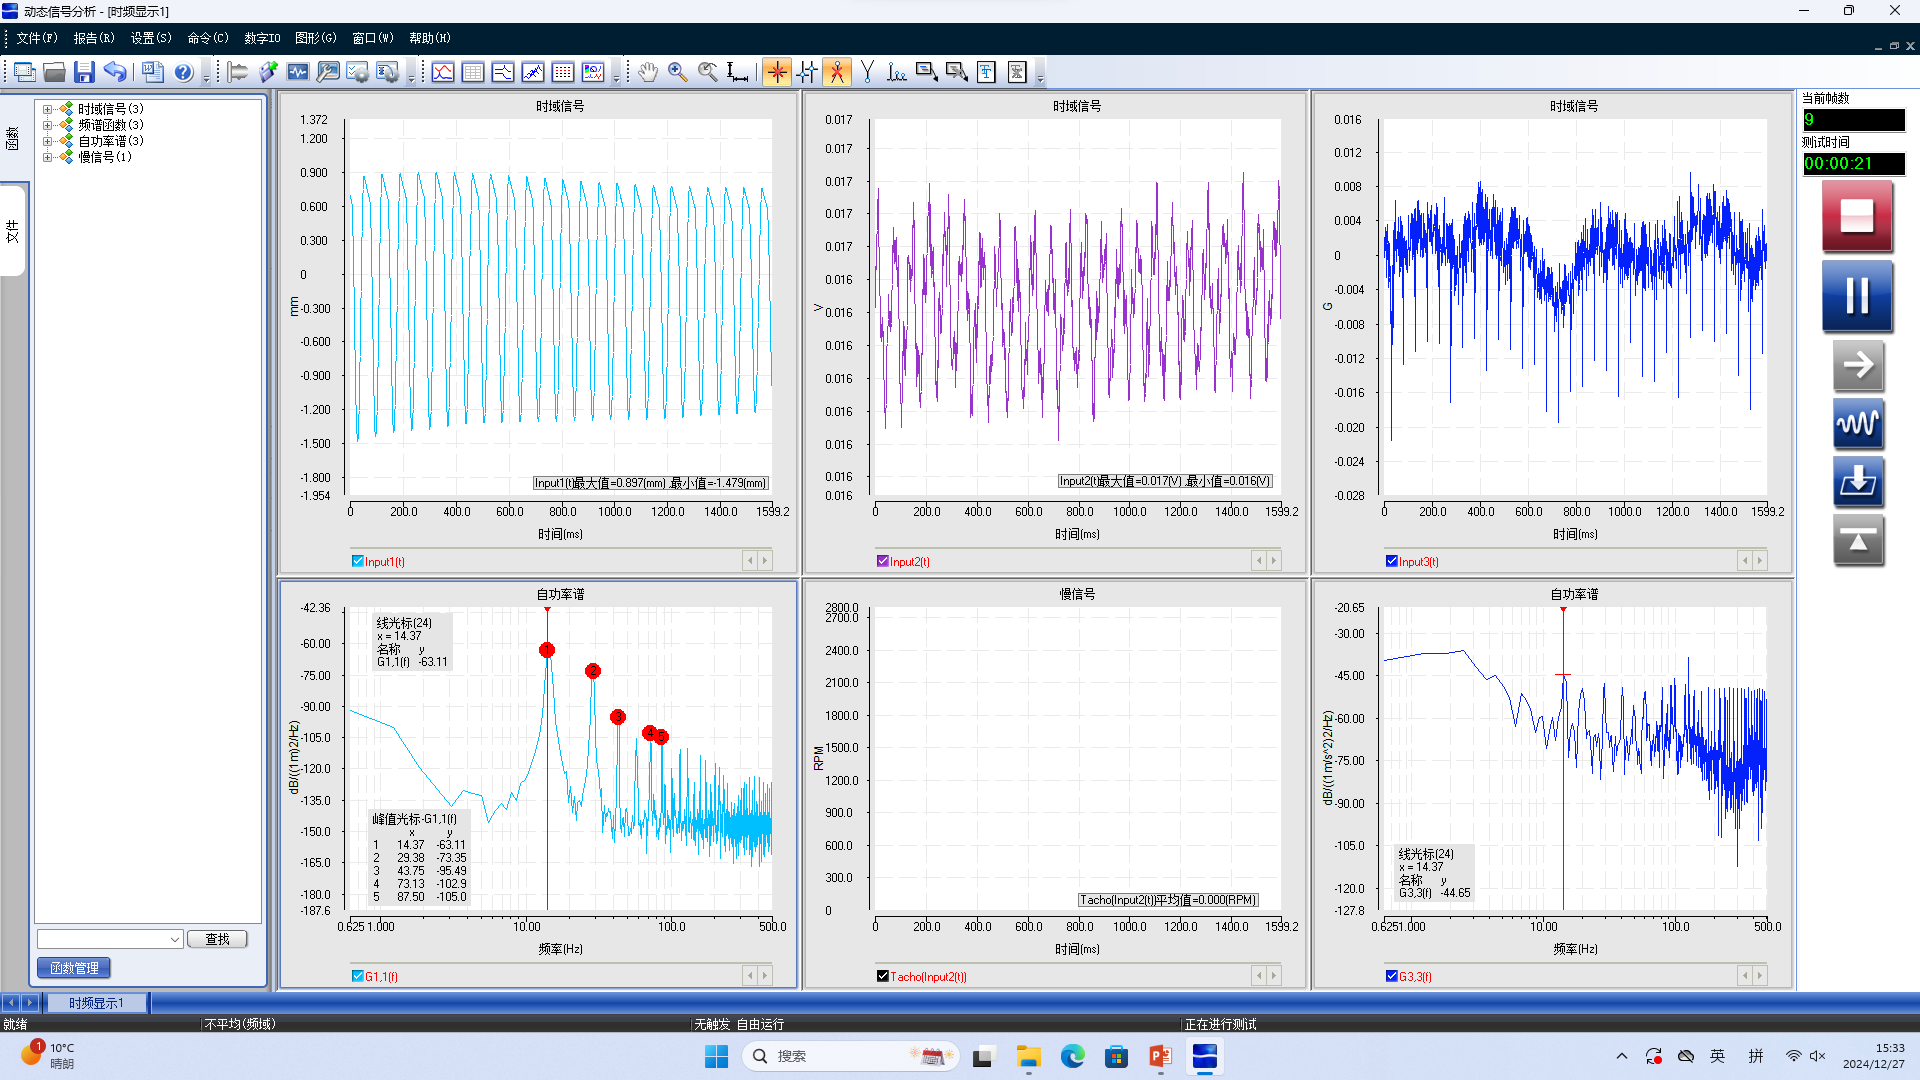 动态信号分析 - [时频显示1]
文件(F) 报告(R) 设置(S) 命令(C) 数字IO 图形(G) 窗口(W) 帮助(H)
函数
文件
时域信号(3)
频谱函数(3)
自功率谱(3)
慢信号(1)
查找
函数管理
时域信号
1.372
1.200
0.900
0.600
0.300
0
-0.300
-0.600
-0.900
-1.200
-1.500
-1.800
-1.954
mm
Input1(t)最大值=0.897(mm) ,最小值=-1.479(mm)
0 200.0 400.0 600.0 800.0 1000.0 1200.0 1400.0 1599.2
时间(ms)
Input1(t)
时域信号
0.017
0.017
0.017
0.017
0.017
0.016
0.016
0.016
0.016
0.016
0.016
0.016
0.016
V
Input2(t)最大值=0.017(V) ,最小值=0.016(V)
0 200.0 400.0 600.0 800.0 1000.0 1200.0 1400.0 1599.2
时间(ms)
Input2(t)
时域信号
0.016
0.012
0.008
0.004
0
-0.004
-0.008
-0.012
-0.016
-0.020
-0.024
-0.028
G
0 200.0 400.0 600.0 800.0 1000.0 1200.0 1400.0 1599.2
时间(ms)
Input3(t)
自功率谱
-42.36
-60.00
-75.00
-90.00
-105.0
-120.0
-135.0
-150.0
-165.0
-180.0
-187.6
dB/((1m)2/Hz)
线光标(24)
x = 14.37
名称 y
G1,1(f) -63.11
1
2
3
4
5
峰值光标-G1,1(f)
x y
1 14.37 -63.11
2 29.38 -73.35
3 43.75 -95.49
4 73.13 -102.9
5 87.50 -105.0
0.625 1.000 10.00 100.0 500.0
频率(Hz)
G1,1(f)
慢信号
2800.0
2700.0
2400.0
2100.0
1800.0
1500.0
1200.0
900.0
600.0
300.0
0
RPM
Tacho(Input2(t))平均值=0.000(RPM)
0 200.0 400.0 600.0 800.0 1000.0 1200.0 1400.0 1599.2
时间(ms)
Tacho(Input2(t))
自功率谱
-20.65
-30.00
-45.00
-60.00
-75.00
-90.00
-105.0
-120.0
-127.8
dB/((1m/s^2)2/Hz)
线光标(24)
x = 14.37
名称 y
G3,3(f) -44.65
0.625 1.000 10.00 100.0 500.0
频率(Hz)
G3,3(f)
当前帧数
9
测试时间
00:00:21
时频显示1
就绪 不平均(频域) 无触发 自由运行 正在进行测试
1
10°C
晴朗
搜索
英 拼
15:33
2024/12/27